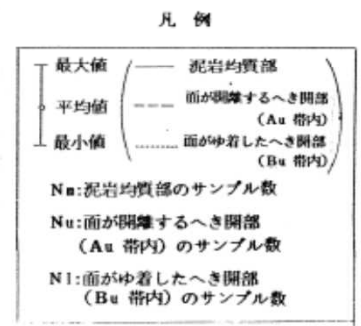 凡例
最大値 泥岩均質部
平均値 面が開離するへき開部
(Au 帯内)
最小値 面がゆ着したへき開部
(Bu 帯内)
Nm:泥岩均質部のサンプル数
Nu:面が開離するへき開部
(Au 帯内)のサンプル数
Nl:面がゆ着したへき開部
(Bu 帯内)のサンプル数